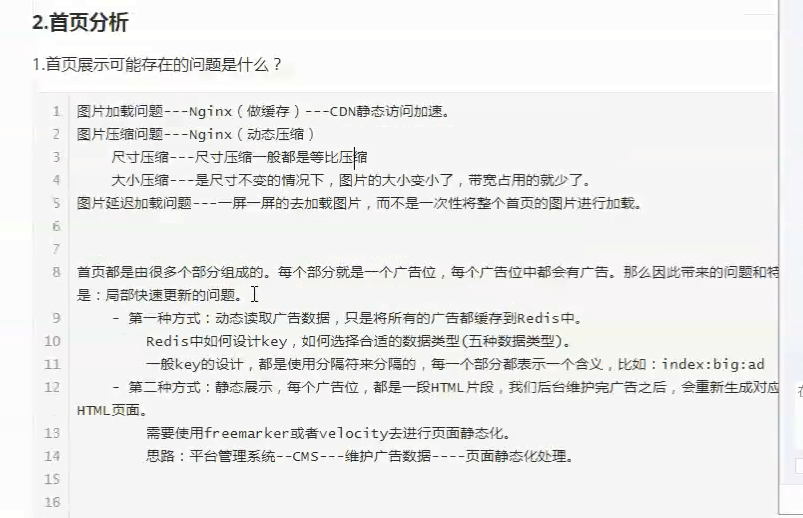 2.首页分析
1.首页展示可能存在的问题是什么？
1 图片加载问题---Nginx（做缓存）---CDN静态访问加速。
2 图片压缩问题---Nginx（动态压缩）
3 尺寸压缩---尺寸压缩一般都是等比压缩
4 大小压缩---是尺寸不变的情况下，图片的大小变小了，带宽占用的就少了。
5 图片延迟加载问题---一屏一屏的去加载图片，而不是一次性将整个首页的图片进行加载。
6
7
8 首页都是由很多个部分组成的。每个部分就是一个广告位，每个广告位中都会有广告。那么因此带来的问题和特
是：局部快速更新的问题。
9 - 第一种方式：动态读取广告数据，只是将所有的广告都缓存到Redis中。
10 Redis中如何设计key，如何选择合适的数据类型(五种数据类型)。
11 一般key的设计，都是使用分隔符来分隔的，每一个部分都表示一个含义，比如：index:big:ad
12 - 第二种方式：静态展示，每个广告位，都是一段HTML片段，我们后台维护完广告之后，会重新生成对应
HTML页面。
13 需要使用freemarker或者velocity去进行页面静态化。
14 思路：平台管理系统--CMS---维护广告数据----页面静态化处理。
15
16